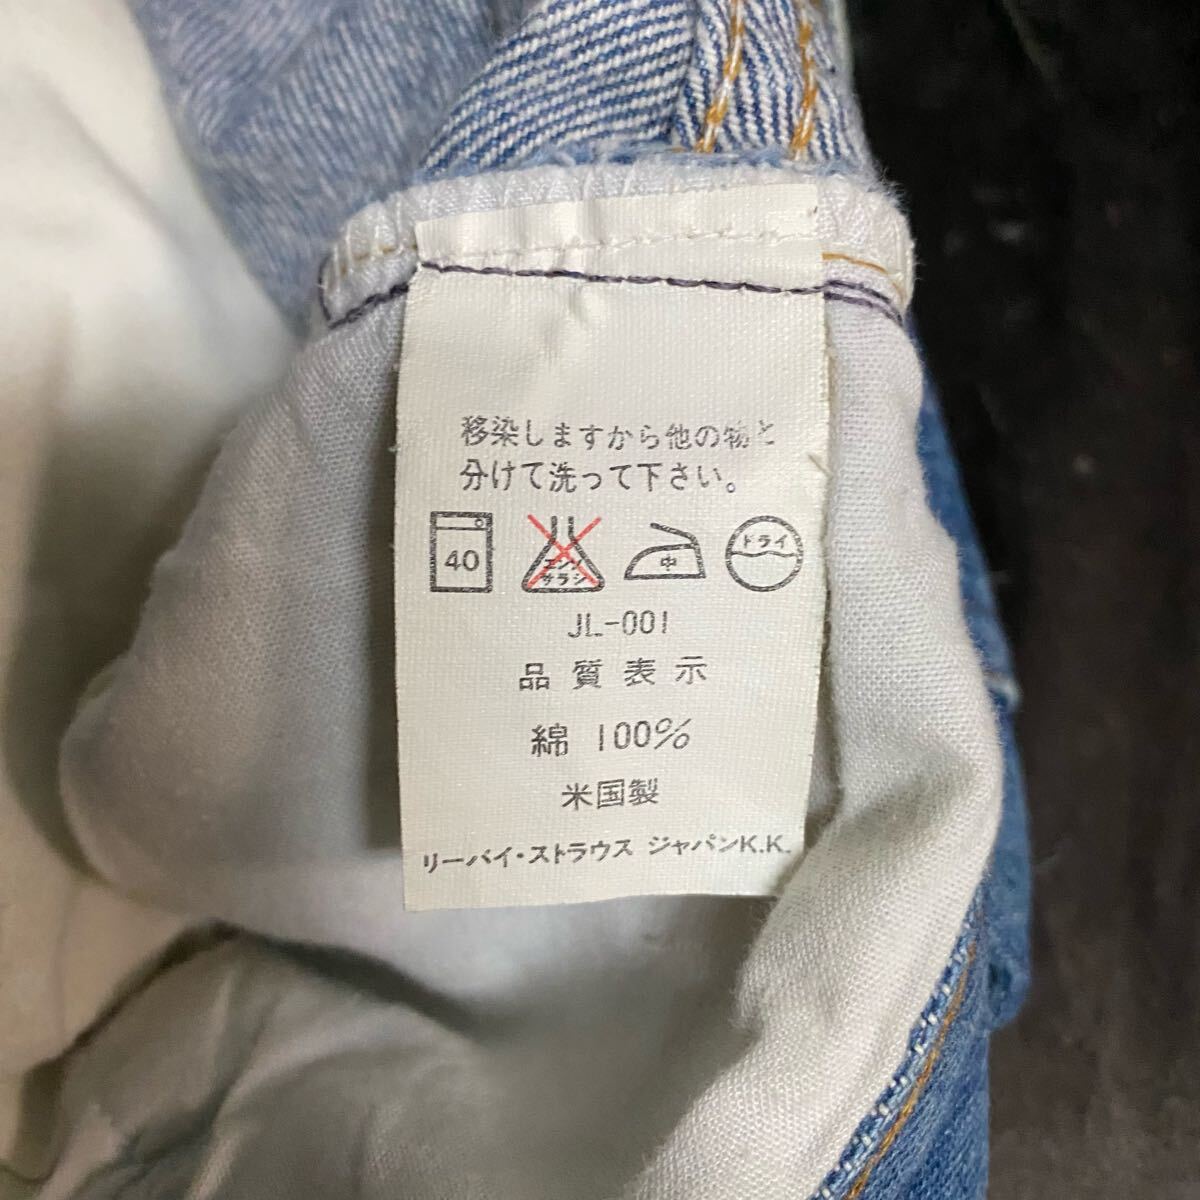 移染しますから他の物と
分けて洗って下さい。
40 エンソ サラシ 中 ドライ
JL-001
品質表示
綿 100%
米国製
リーバイ・ストラウス ジャパンK.K.